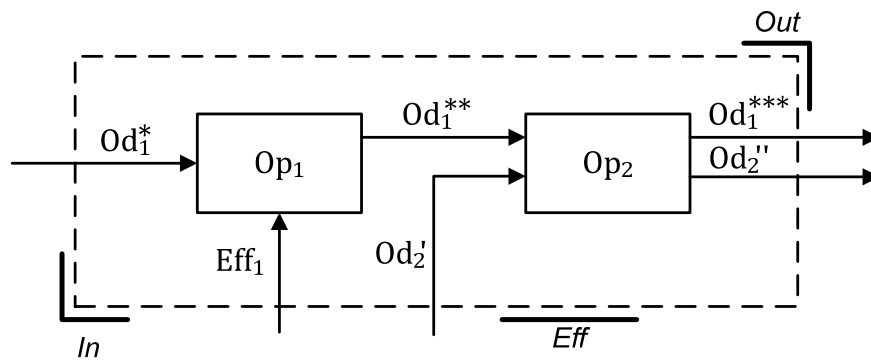 Out
Od₁*
Op₁
Od₁**
Op₂
Od₁***
Od₂''
Eff₁
Od₂'
In
Eff